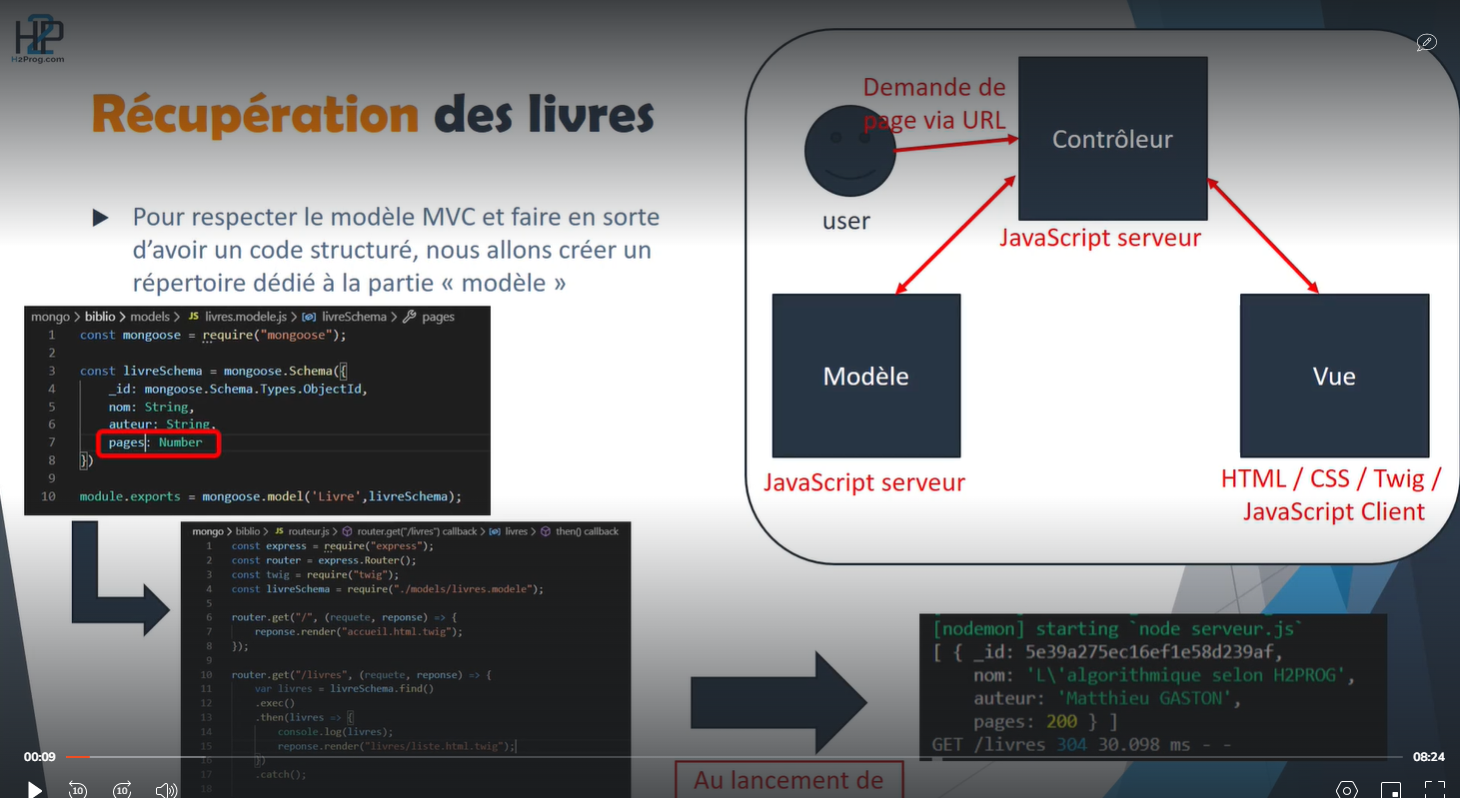 H2P
H2Prog.com
Récupération des livres
Pour respecter le modèle MVC et faire en sorte
d'avoir un code structuré, nous allons créer un
répertoire dédié à la partie « modèle »
Demande de
page via URL
user
Contrôleur
JavaScript serveur
Modèle
JavaScript serveur
Vue
HTML / CSS / Twig /
JavaScript Client
mongo > biblio > models > JS livres.modele.js > livreSchema > pages
1 const mongoose = require("mongoose");
2
3 const livreSchema = mongoose.Schema({
4 _id: mongoose.Schema.Types.ObjectId,
5 nom: String,
6 auteur: String,
7 pages: Number
8 })
9
10 module.exports = mongoose.model('Livre',livreSchema);
mongo > biblio > JS routeur.js > router.get("/livres") callback > livres > then() callback
1 const express = require("express");
2 const router = express.Router();
3 const twig = require("twig");
4 const livreSchema = require("./models/livres.modele");
5
6 router.get("/", (requete, reponse) => {
7 reponse.render("accueil.html.twig");
8 });
9
10 router.get("/livres", (requete, reponse) => {
11 var livres = livreSchema.find()
12 .exec()
13 .then(livres => {
14 console.log(livres);
15 reponse.render("livres/liste.html.twig");
16 })
17 .catch();
18
[nodemon] starting `node serveur.js`
[ { _id: 5e39a275ec16ef1e58d239af,
nom: 'L\'algorithmique selon H2PROG',
auteur: 'Matthieu GASTON',
pages: 200 } ]
GET /livres 304 30.098 ms - -
Au lancement de
00:09
08:24
10
10